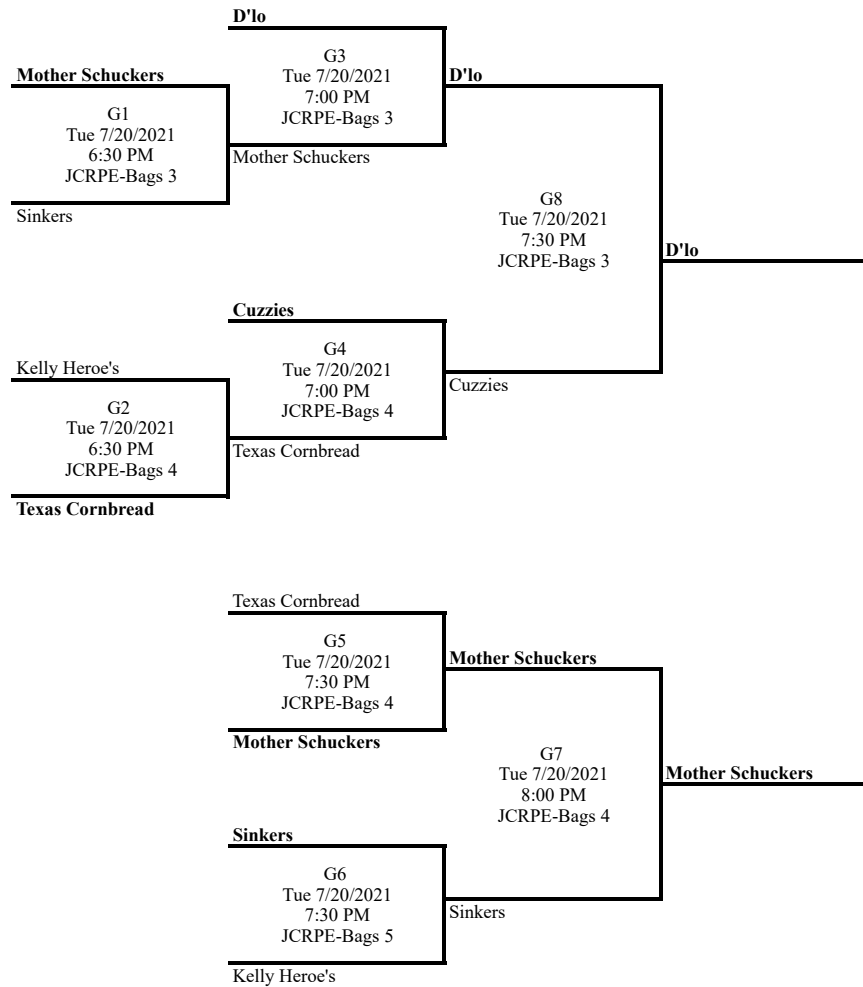 D'lo
G3
Tue 7/20/2021
7:00 PM
JCRPE-Bags 3
Mother Schuckers
D'lo
G1
Tue 7/20/2021
6:30 PM
JCRPE-Bags 3
Mother Schuckers
Sinkers
G8
Tue 7/20/2021
7:30 PM
JCRPE-Bags 3
D'lo
Cuzzies
G4
Tue 7/20/2021
7:00 PM
JCRPE-Bags 4
Kelly Heroe's
Cuzzies
G2
Tue 7/20/2021
6:30 PM
JCRPE-Bags 4
Texas Cornbread
Texas Cornbread
Texas Cornbread
G5
Tue 7/20/2021
7:30 PM
JCRPE-Bags 4
Mother Schuckers
Mother Schuckers
G7
Tue 7/20/2021
8:00 PM
JCRPE-Bags 4
Mother Schuckers
Sinkers
G6
Tue 7/20/2021
7:30 PM
JCRPE-Bags 5
Sinkers
Kelly Heroe's